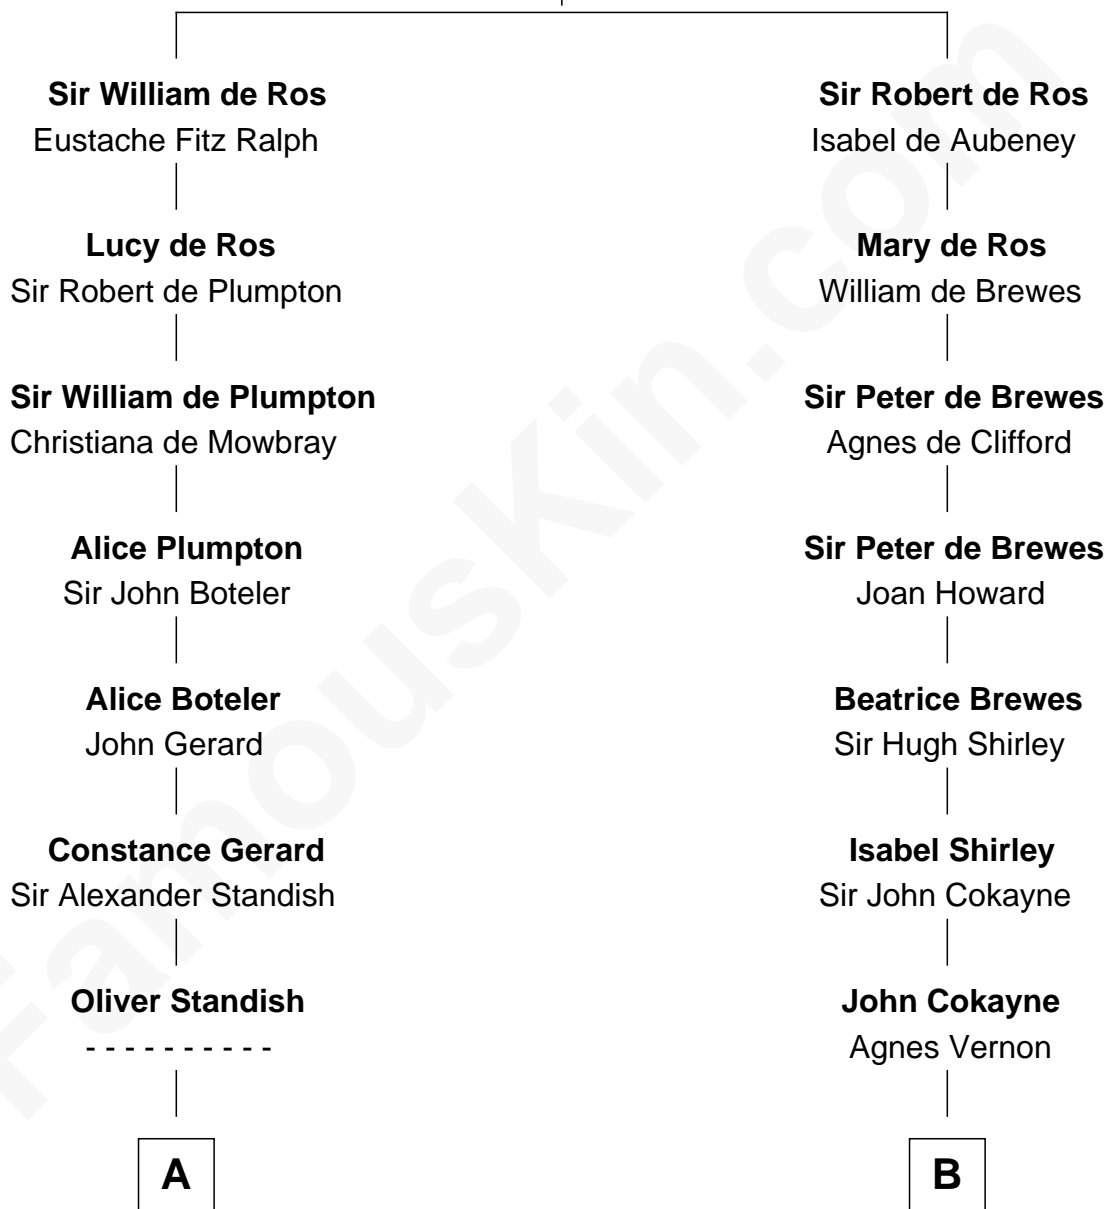 Sir William de Ros
Eustache Fitz Ralph
Lucy de Ros
Sir Robert de Plumpton
Sir William de Plumpton
Christiana de Mowbray
Alice Plumpton
Sir John Boteler
Alice Boteler
John Gerard
Constance Gerard
Sir Alexander Standish
Oliver Standish
- - - - - - - - - -
A
Sir Robert de Ros
Isabel de Aubeney
Mary de Ros
William de Brewes
Sir Peter de Brewes
Agnes de Clifford
Sir Peter de Brewes
Joan Howard
Beatrice Brewes
Sir Hugh Shirley
Isabel Shirley
Sir John Cokayne
John Cokayne
Agnes Vernon
B
FamousKin.com